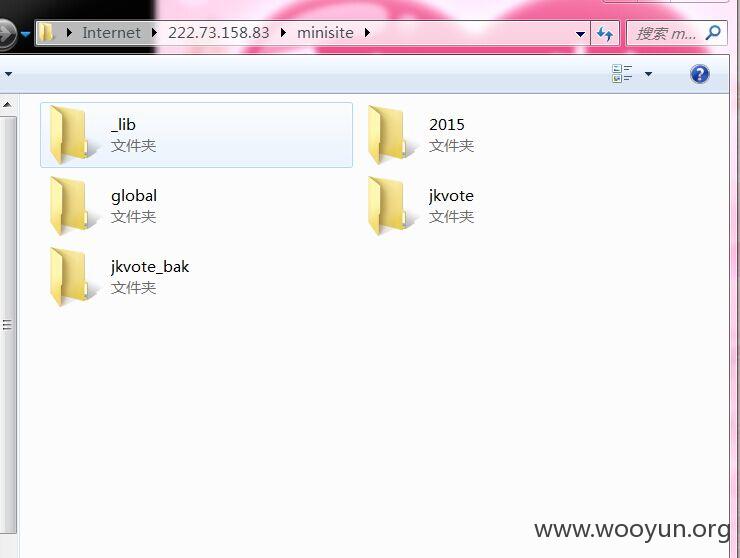 Internet 222.73.158.83 minisite
搜索 m...
_lib
文件夹
2015
文件夹
global
文件夹
jkvote
文件夹
jkvote_bak
文件夹
www.wooyun.org